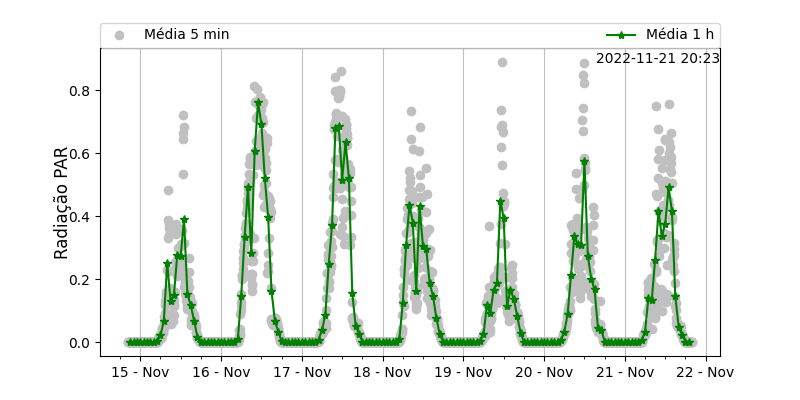 Média 5 min
Média 1 h
2022-11-21 20:23
Radiação PAR
0.8
0.6
0.4
0.2
0.0
15 - Nov
16 - Nov
17 - Nov
18 - Nov
19 - Nov
20 - Nov
21 - Nov
22 - Nov